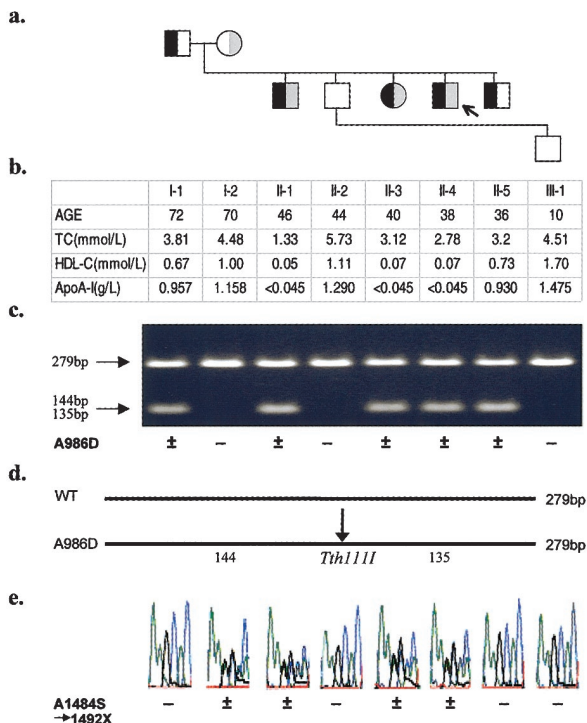 a.
b.
I-1 I-2 II-1 II-2 II-3 II-4 II-5 III-1
AGE 72 70 46 44 40 38 36 10
TC(mmol/L) 3.81 4.48 1.33 5.73 3.12 2.78 3.2 4.51
HDL-C(mmol/L) 0.67 1.00 0.05 1.11 0.07 0.07 0.73 1.70
ApoA-I(g/L) 0.957 1.158 <0.045 1.290 <0.045 <0.045 0.930 1.475
c.
279bp
144bp
135bp
A986D ± – ± – ± ± ± –
d.
WT 279bp
A986D 279bp
144 Tth111I 135
e.
A1484S – ± ± – ± ± – –
→1492X